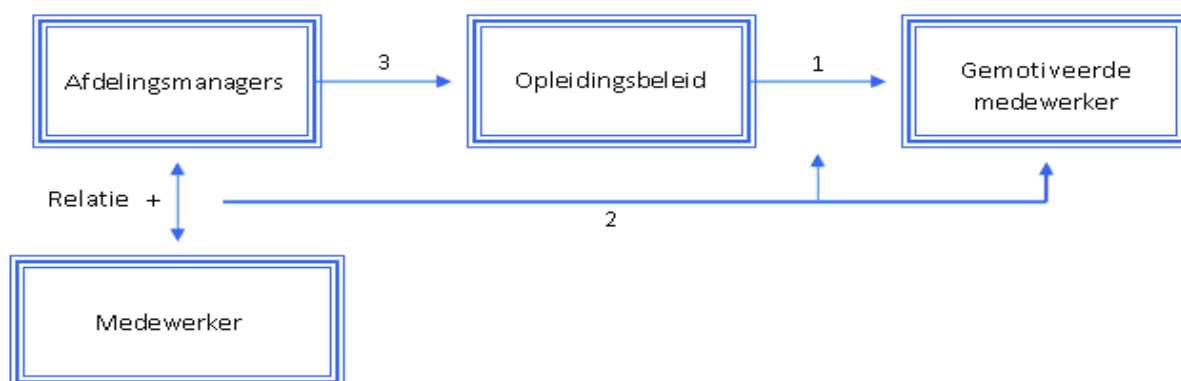 Afdelingsmanagers
3
Opleidingsbeleid
1
Gemotiveerde
medewerker
Relatie +
2
Medewerker